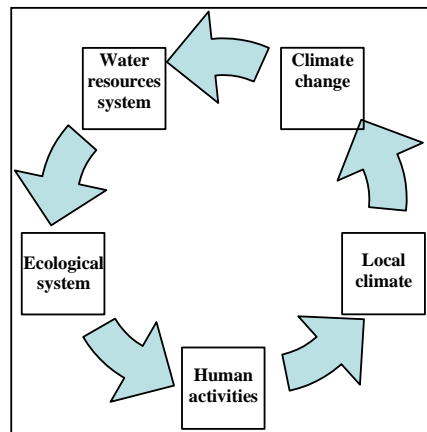 Water
resources
system
Climate
change
Ecological
system
Local
climate
Human
activities